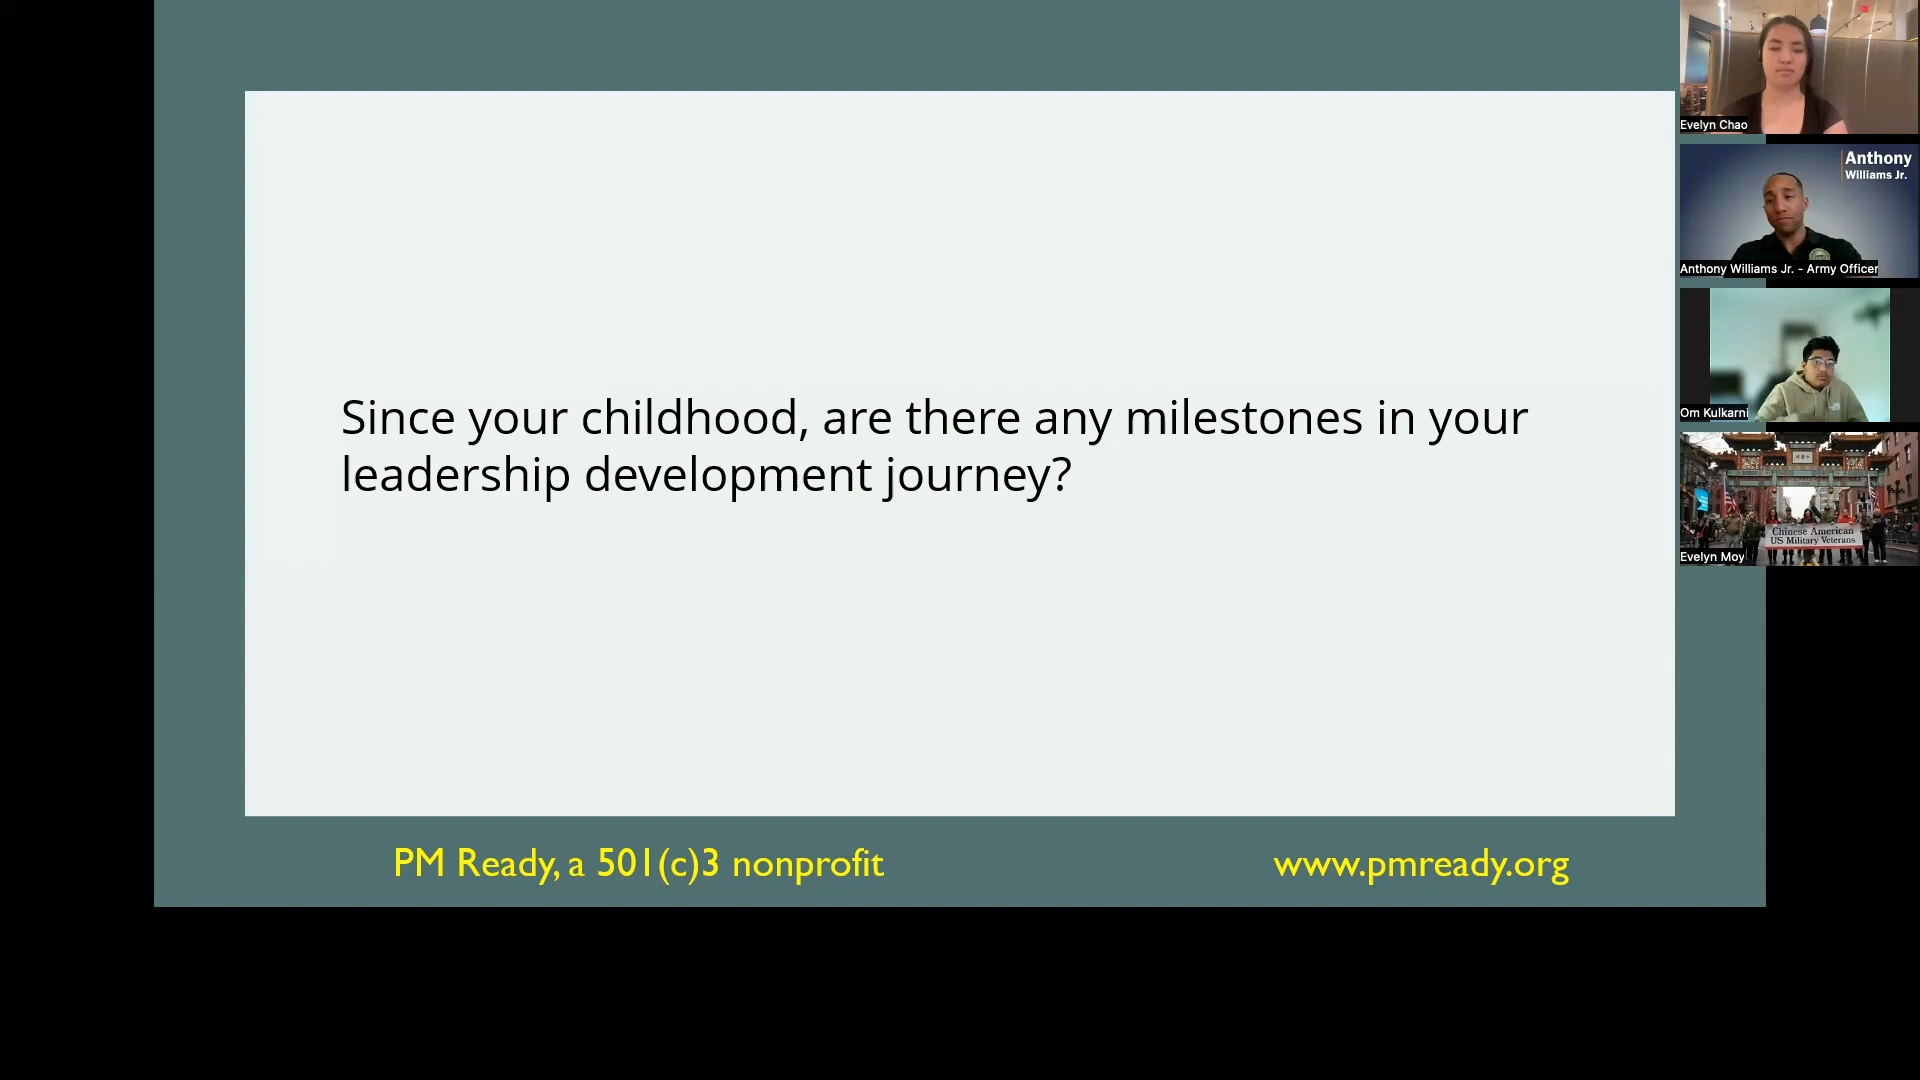 Since your childhood, are there any milestones in your
leadership development journey?
PM Ready, a 501(c)3 nonprofit
www.pmready.org
Evelyn Chao
Anthony
Williams Jr.
Anthony Williams Jr. - Army Officer
Om Kulkarni
Chinese American
US Military Veterans
Evelyn Moy